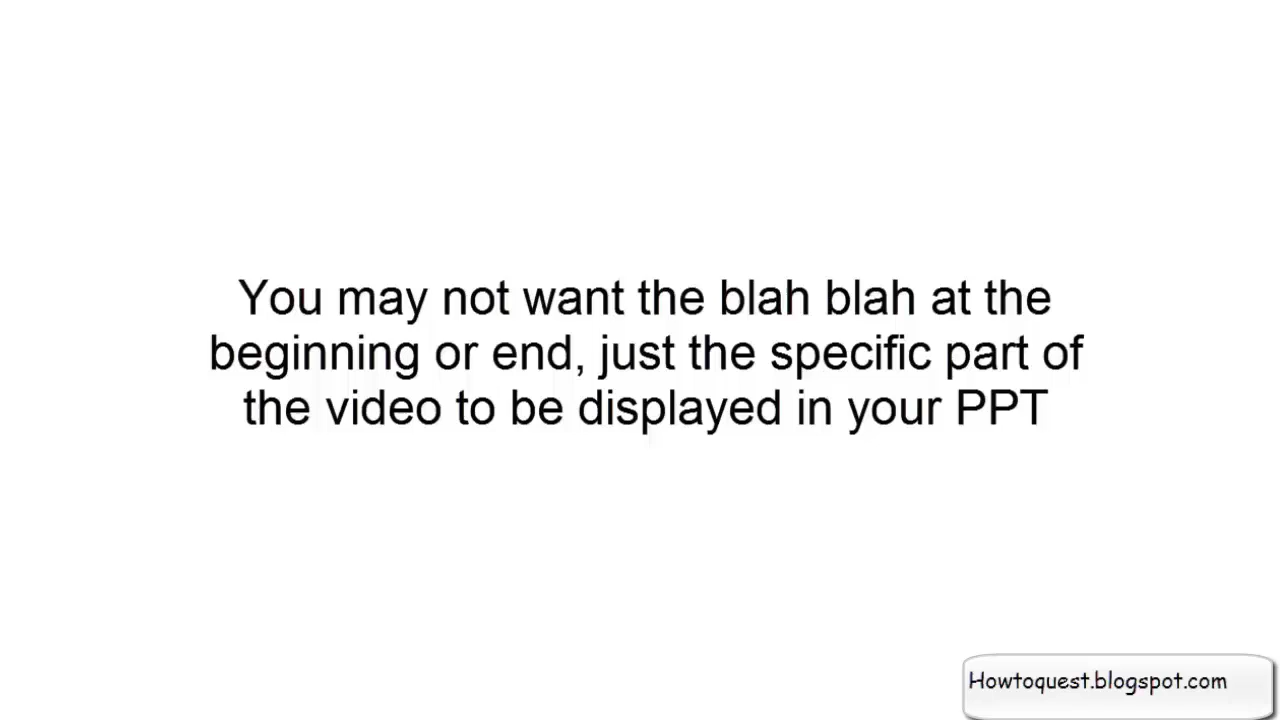 You may not want the blah blah at the
beginning or end, just the specific part of
the video to be displayed in your PPT
Howtoquest.blogspot.com